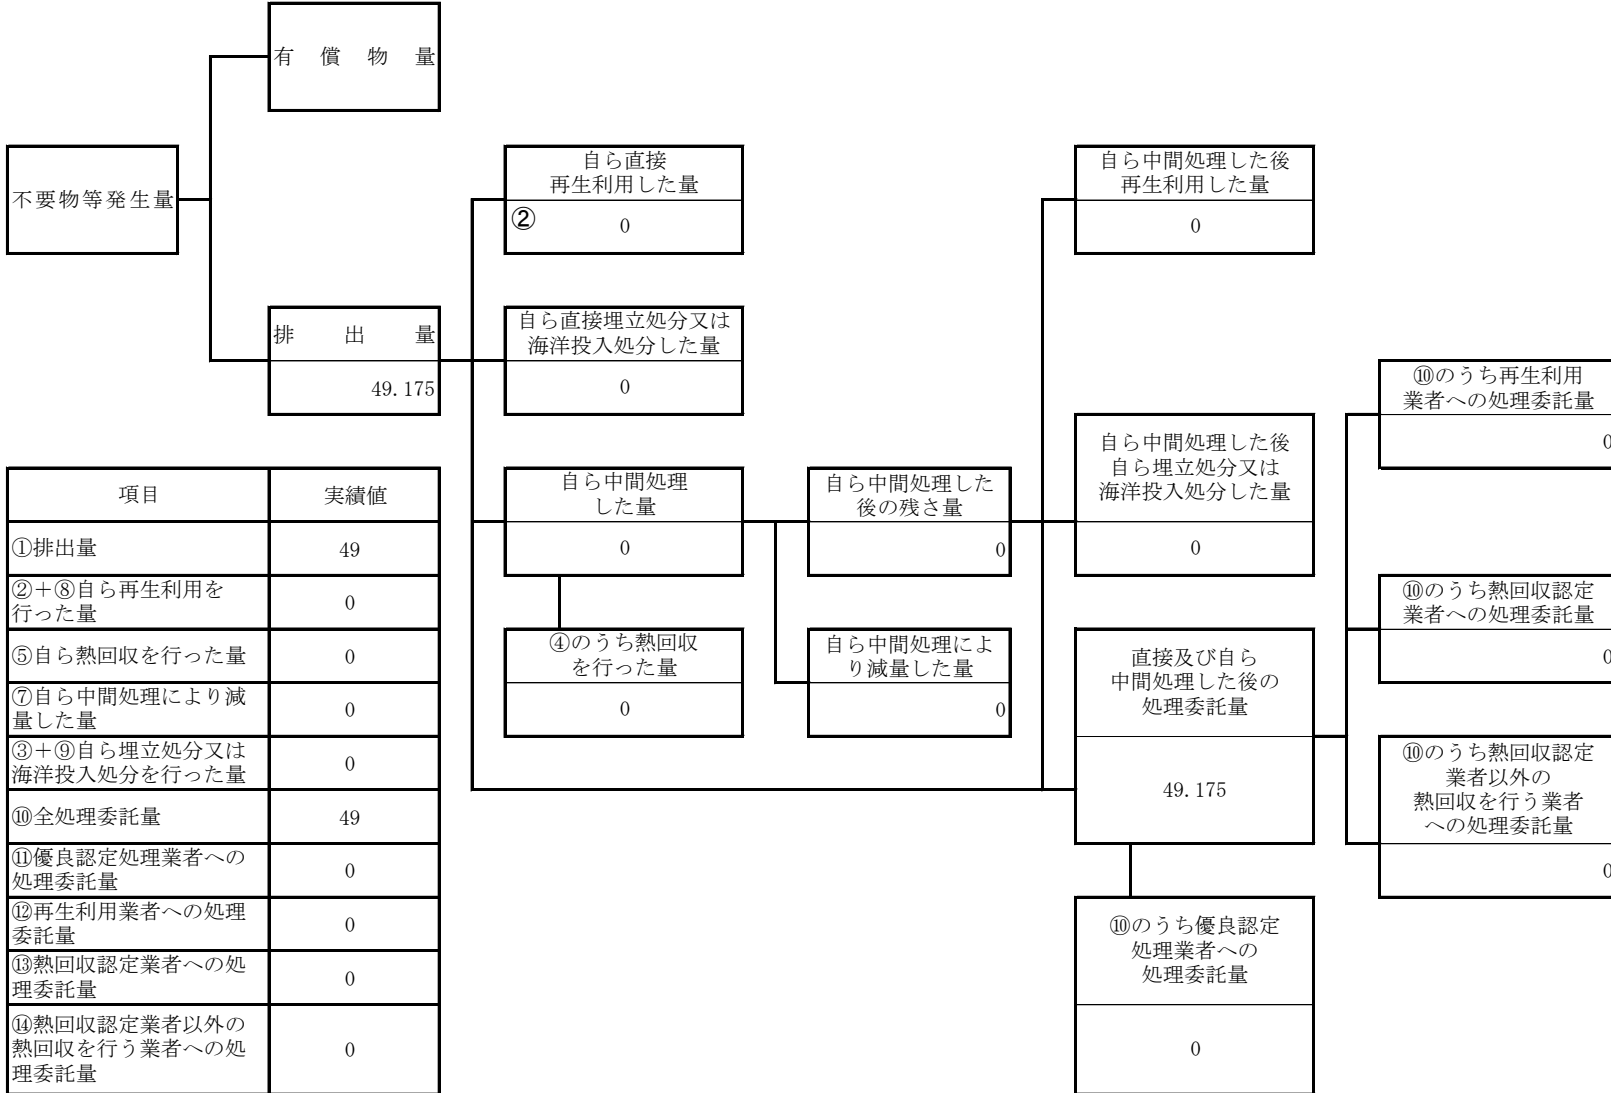 有償物量
不要物等発生量
自ら直接
再生利用した量
②
0
自ら中間処理した後
再生利用した量
0
排出量
49.175
自ら直接埋立処分又は
海洋投入処分した量
0
⑩のうち再生利用
業者への処理委託量
0
項目
実績値
①排出量
49
②＋⑧自ら再生利用を
行った量
0
⑤自ら熱回収を行った量
0
⑦自ら中間処理により減
量した量
0
③＋⑨自ら埋立処分又は
海洋投入処分を行った量
0
⑩全処理委託量
49
⑪優良認定処理業者への
処理委託量
0
⑫再生利用業者への処理
委託量
0
⑬熱回収認定業者への処
理委託量
0
⑭熱回収認定業者以外の
熱回収を行う業者への処
理委託量
0
自ら中間処理
した量
0
自ら中間処理した
後の残さ量
0
自ら中間処理した後
自ら埋立処分又は
海洋投入処分した量
0
⑩のうち熱回収認定
業者への処理委託量
0
④のうち熱回収
を行った量
0
自ら中間処理によ
り減量した量
0
直接及び自ら
中間処理した後の
処理委託量
49.175
⑩のうち熱回収認定
業者以外の
熱回収を行う業者
への処理委託量
0
⑩のうち優良認定
処理業者への
処理委託量
0